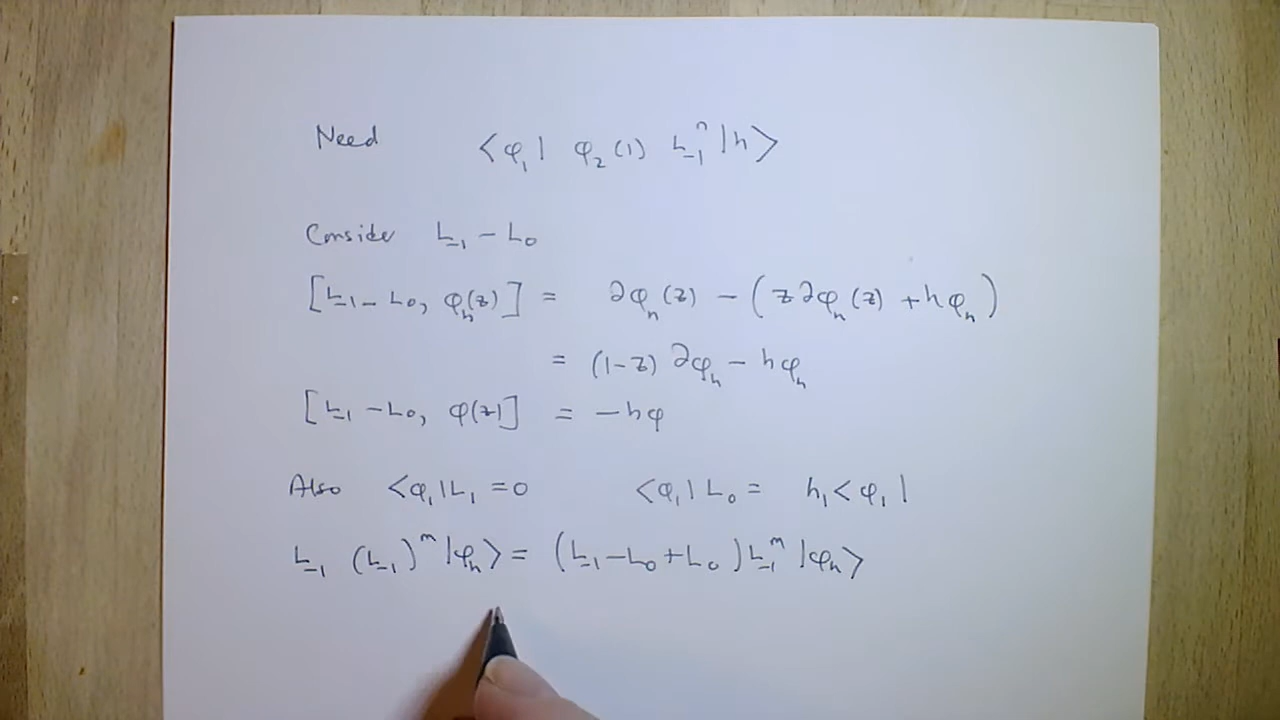 Need ⟨φ₁| φ₂(1) L₋₁ⁿ |h⟩
Consider L₋₁ − L₀
[L₋₁ − L₀, φₕ(z)] = ∂φₕ(z) − (z∂φₕ(z) + hφₕ)
= (1−z) ∂φₕ − hφₕ
[L₋₁ − L₀, φ(z)] = −hφ
Also ⟨φ₁|L₋₁ = 0 ⟨φ₁|L₀ = h₁⟨φ₁|
L₋₁ (L₋₁)ᵐ |φₕ⟩ = (L₋₁ − L₀ + L₀) L₋₁ᵐ |φₕ⟩